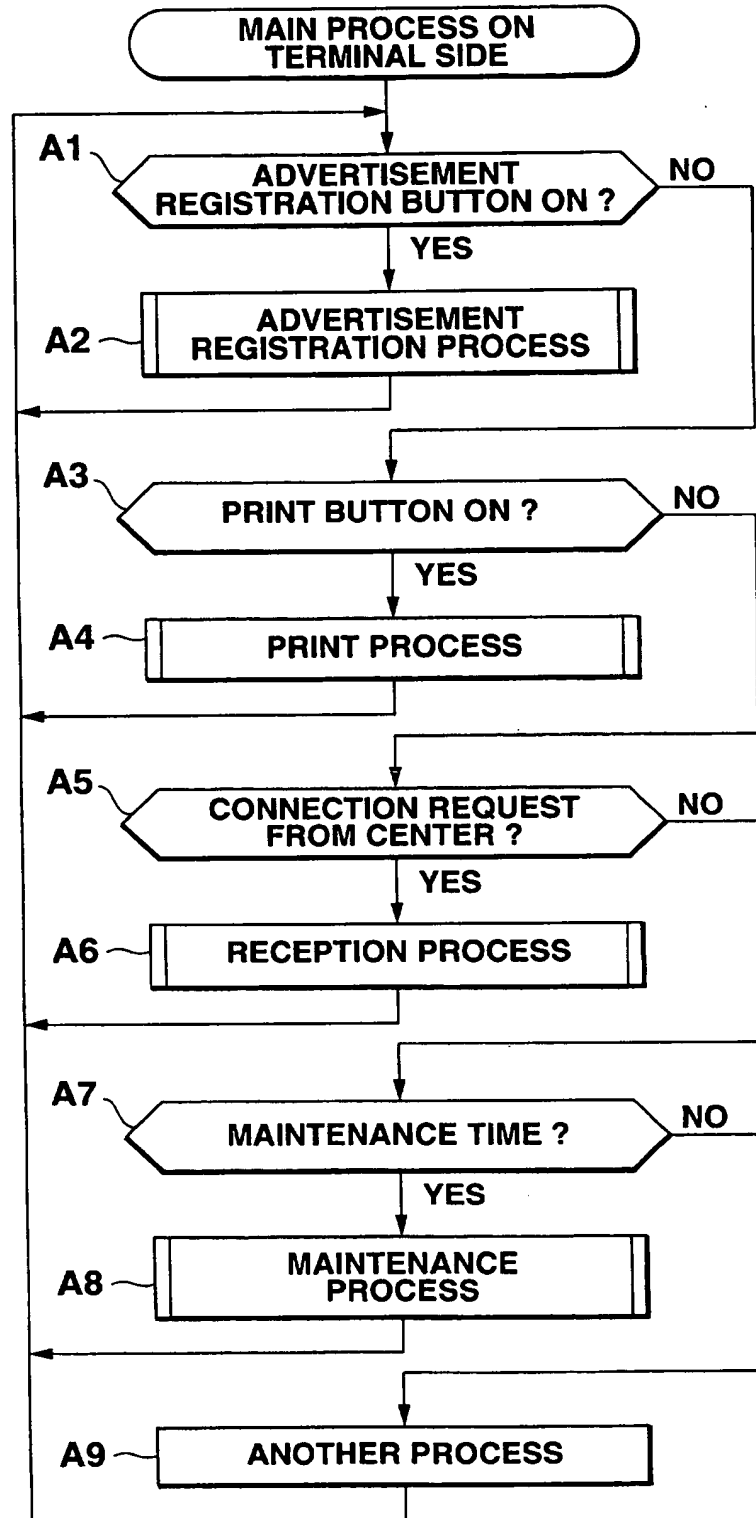 MAIN PROCESS ON
TERMINAL SIDE
A1
ADVERTISEMENT
REGISTRATION BUTTON ON ?
NO
YES
A2
ADVERTISEMENT
REGISTRATION PROCESS
A3
PRINT BUTTON ON ?
NO
YES
A4
PRINT PROCESS
A5
CONNECTION REQUEST
FROM CENTER ?
NO
YES
A6
RECEPTION PROCESS
A7
MAINTENANCE TIME ?
NO
YES
A8
MAINTENANCE
PROCESS
A9
ANOTHER PROCESS